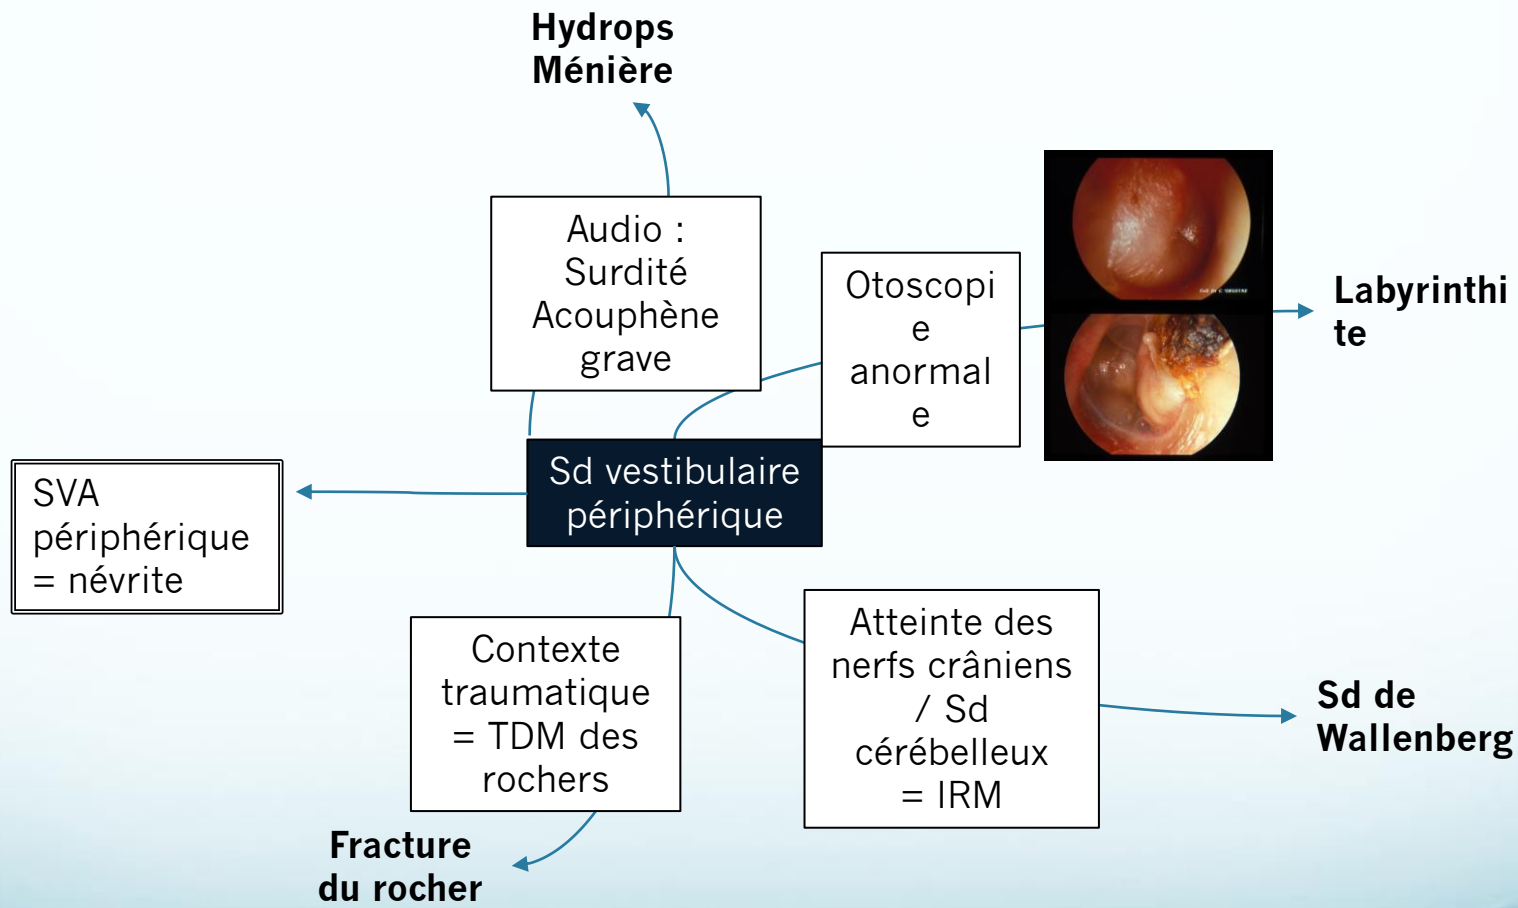 Hydrops
Ménière
Audio :
Surdité
Acouphène
grave
Otoscopi
e
anormal
e
Labyrinthi
te
Sd vestibulaire
périphérique
SVA
périphérique
= névrite
Contexte
traumatique
= TDM des
rochers
Atteinte des
nerfs crâniens
/ Sd
cérébelleux
= IRM
Sd de
Wallenberg
Fracture
du rocher